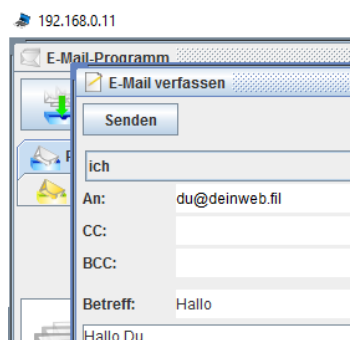 192.168.0.11
E-Mail-Programm
E-Mail verfassen
Senden
ich
An: du@deinweb.fil
CC:
BCC:
Betreff: Hallo
Hallo Du